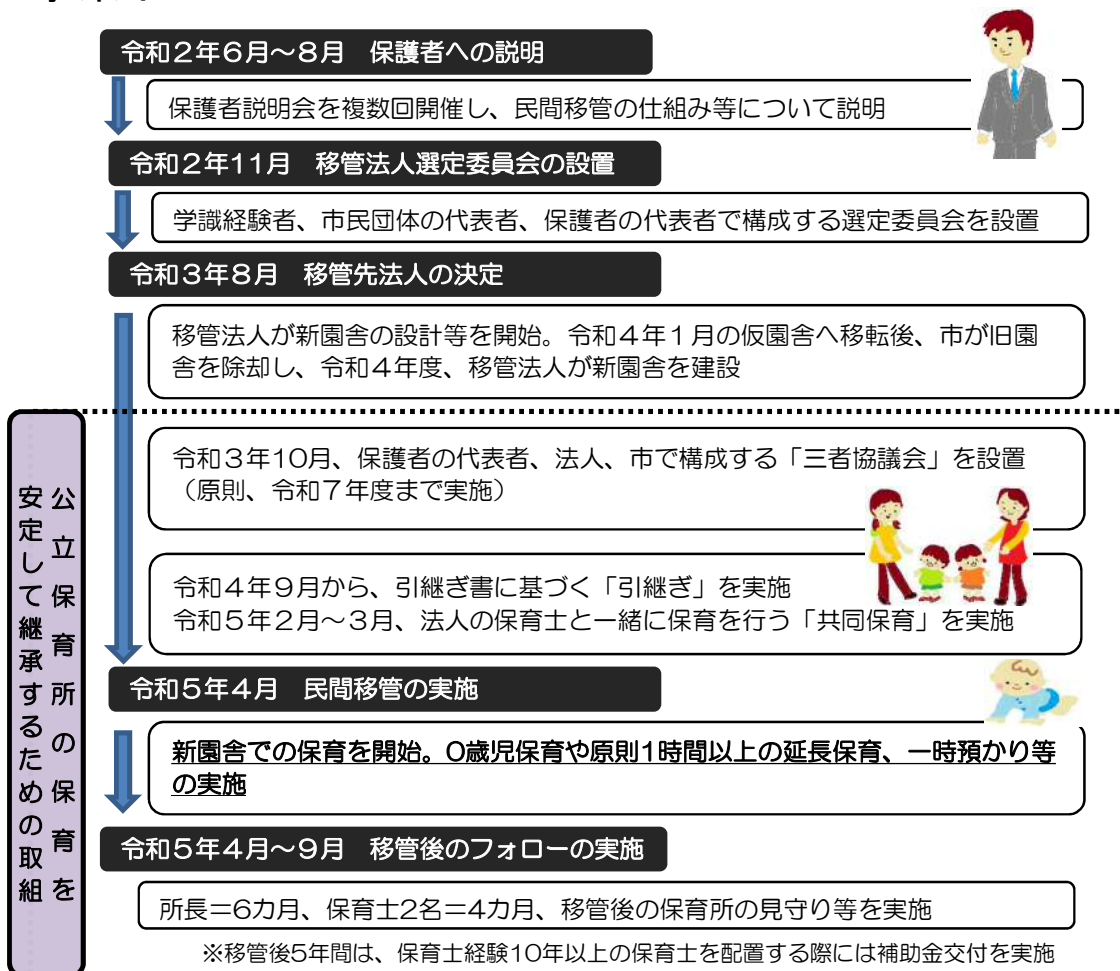 令和2年6月～8月　保護者への説明
保護者説明会を複数回開催し、民間移管の仕組み等について説明
令和2年11月　移管法人選定委員会の設置
学識経験者、市民団体の代表者、保護者の代表者で構成する選定委員会を設置
令和3年8月　移管先法人の決定
移管法人が新園舎の設計等を開始。令和4年1月の仮園舎へ移転後、市が旧園
舎を除却し、令和4年度、移管法人が新園舎を建設
公立保育所の保育を
安定して継承するための取組
令和3年10月、保護者の代表者、法人、市で構成する「三者協議会」を設置
（原則、令和7年度まで実施）
令和4年9月から、引継ぎ書に基づく「引継ぎ」を実施
令和5年2月～3月、法人の保育士と一緒に保育を行う「共同保育」を実施
令和5年4月　民間移管の実施
新園舎での保育を開始。0歳児保育や原則1時間以上の延長保育、一時預かり等
の実施
令和5年4月～9月　移管後のフォローの実施
所長＝6カ月、保育士2名＝4カ月、移管後の保育所の見守り等を実施
※移管後5年間は、保育士経験10年以上の保育士を配置する際には補助金交付を実施